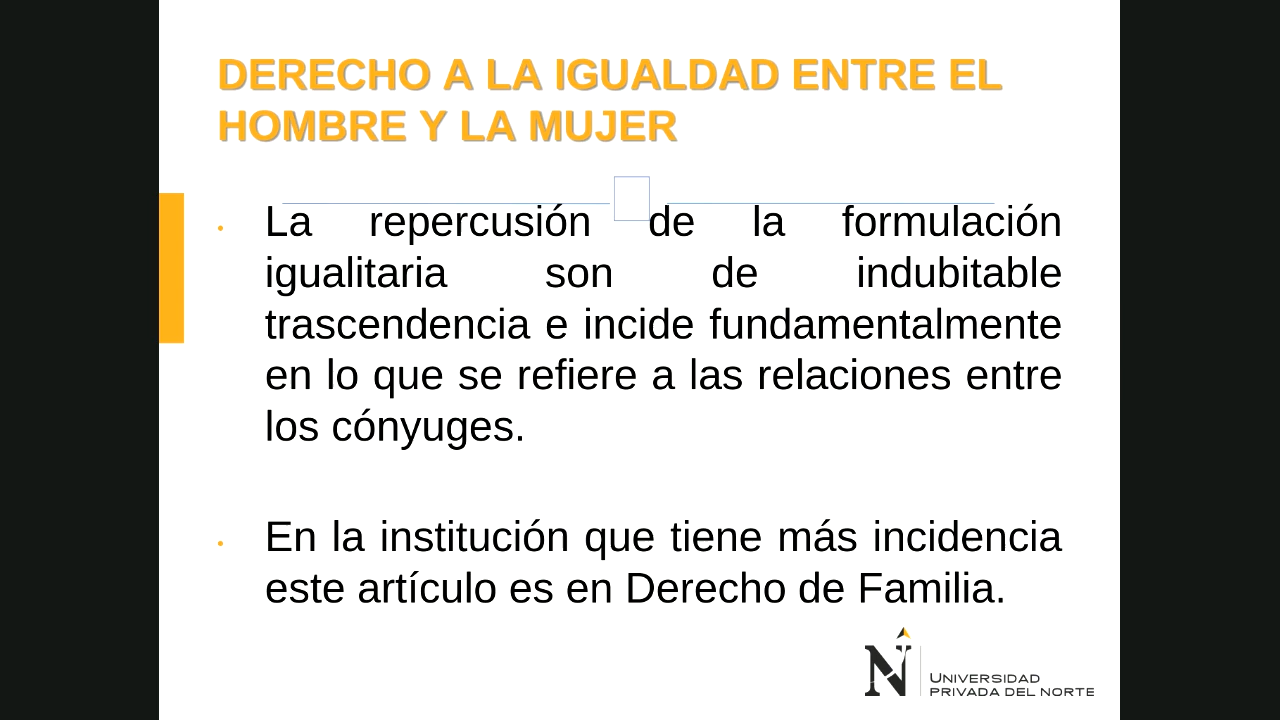 DERECHO A LA IGUALDAD ENTRE EL
HOMBRE Y LA MUJER
• La repercusión de la formulación
igualitaria son de indubitable
trascendencia e incide fundamentalmente
en lo que se refiere a las relaciones entre
los cónyuges.
• En la institución que tiene más incidencia
este artículo es en Derecho de Familia.
N
UNIVERSIDAD
PRIVADA DEL NORTE